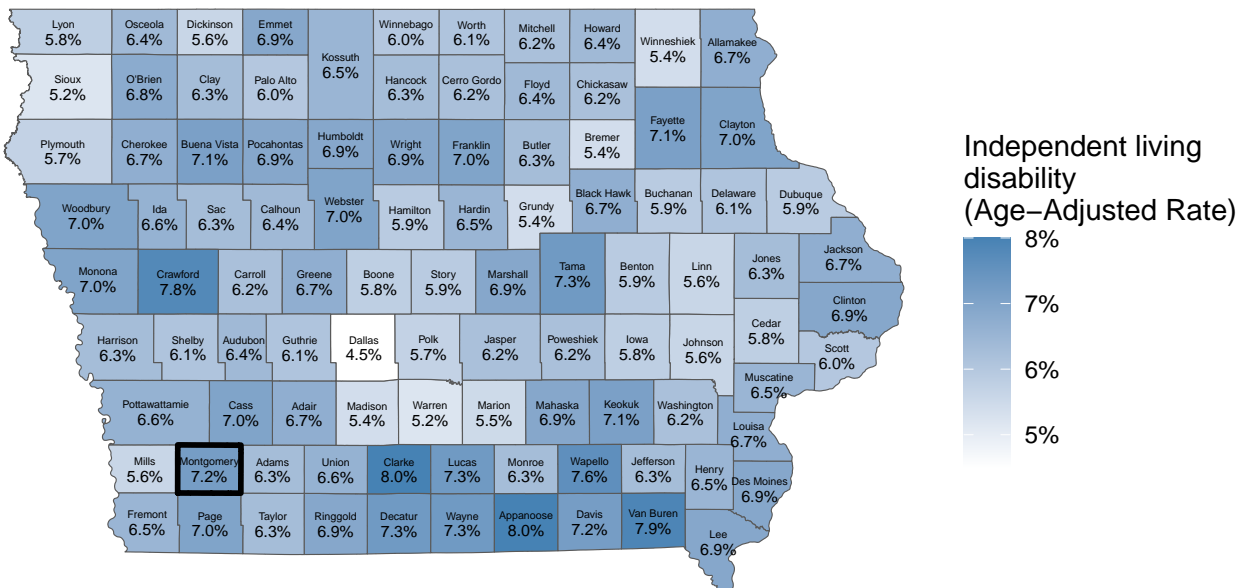 Lyon
5.8%
Osceola
6.4%
Dickinson
5.6%
Emmet
6.9%
Kossuth
6.5%
Winnebago
6.0%
Worth
6.1%
Mitchell
6.2%
Howard
6.4%
Winneshiek
5.4%
Allamakee
6.7%
Sioux
5.2%
O'Brien
6.8%
Clay
6.3%
Palo Alto
6.0%
Hancock
6.3%
Cerro Gordo
6.2%
Floyd
6.4%
Chickasaw
6.2%
Fayette
7.1%
Clayton
7.0%
Plymouth
5.7%
Cherokee
6.7%
Buena Vista
7.1%
Pocahontas
6.9%
Humboldt
6.9%
Wright
6.9%
Franklin
7.0%
Butler
6.3%
Bremer
5.4%
Woodbury
7.0%
Ida
6.6%
Sac
6.3%
Calhoun
6.4%
Webster
7.0%
Hamilton
5.9%
Hardin
6.5%
Grundy
5.4%
Black Hawk
6.7%
Buchanan
5.9%
Delaware
6.1%
Dubuque
5.9%
Monona
7.0%
Crawford
7.8%
Carroll
6.2%
Greene
6.7%
Boone
5.8%
Story
5.9%
Marshall
6.9%
Tama
7.3%
Benton
5.9%
Linn
5.6%
Jones
6.3%
Jackson
6.7%
Clinton
6.9%
Harrison
6.3%
Shelby
6.1%
Audubon
6.4%
Guthrie
6.1%
Dallas
4.5%
Polk
5.7%
Jasper
6.2%
Poweshiek
6.2%
Iowa
5.8%
Johnson
5.6%
Cedar
5.8%
Scott
6.0%
Muscatine
6.5%
Pottawattamie
6.6%
Cass
7.0%
Adair
6.7%
Madison
5.4%
Warren
5.2%
Marion
5.5%
Mahaska
6.9%
Keokuk
7.1%
Washington
6.2%
Louisa
6.7%
Mills
5.6%
Montgomery
7.2%
Adams
6.3%
Union
6.6%
Clarke
8.0%
Lucas
7.3%
Monroe
6.3%
Wapello
7.6%
Jefferson
6.3%
Henry
6.5%
Des Moines
6.9%
Fremont
6.5%
Page
7.0%
Taylor
6.3%
Ringgold
6.9%
Decatur
7.3%
Wayne
7.3%
Appanoose
8.0%
Davis
7.2%
Van Buren
7.9%
Lee
6.9%
Independent living
disability
(Age−Adjusted Rate)
8%
7%
6%
5%